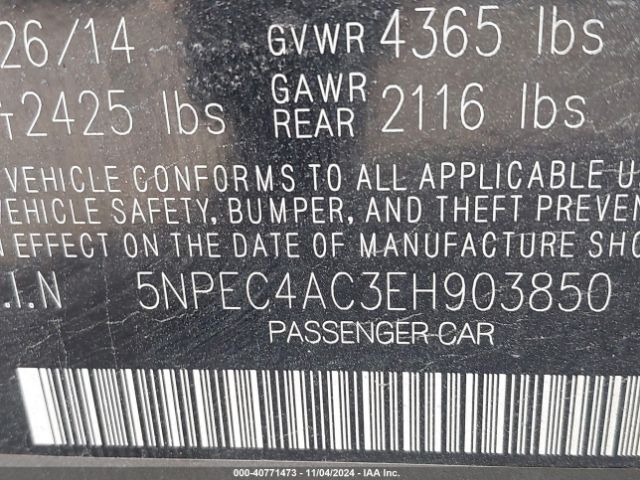 26/14 GVWR 4365 lbs
2425 lbs GAWR REAR 2116 lbs
VEHICLE CONFORMS TO ALL APPLICABLE U
VEHICLE SAFETY, BUMPER, AND THEFT PREVEN
N EFFECT ON THE DATE OF MANUFACTURE SHO
.I.N 5NPEC4AC3EH903850
PASSENGER CAR
000-40771473 • 11/04/2024 - IAA Inc.